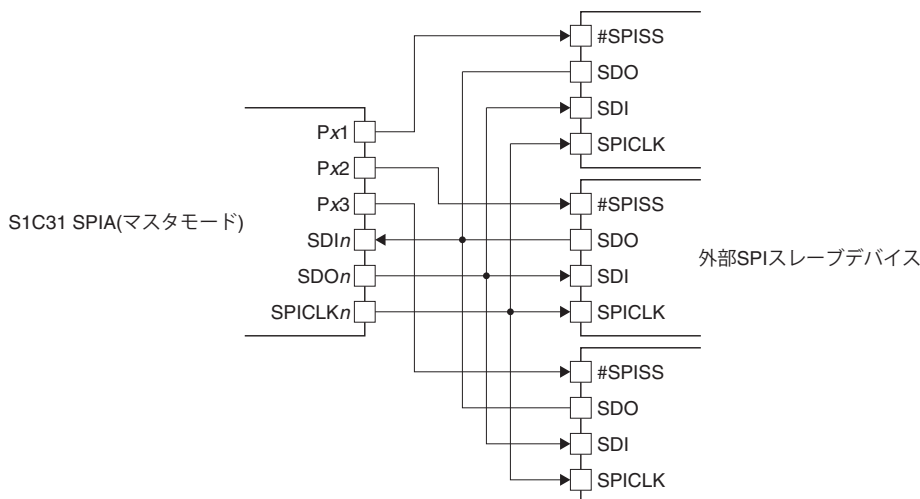 #SPISS
SDO
SDI
SPICLK
Px1
Px2
Px3
SDIn
SDOn
SPICLKn
S1C31 SPIA(マスタモード)
#SPISS
SDO
SDI
SPICLK
外部SPIスレーブデバイス
#SPISS
SDO
SDI
SPICLK